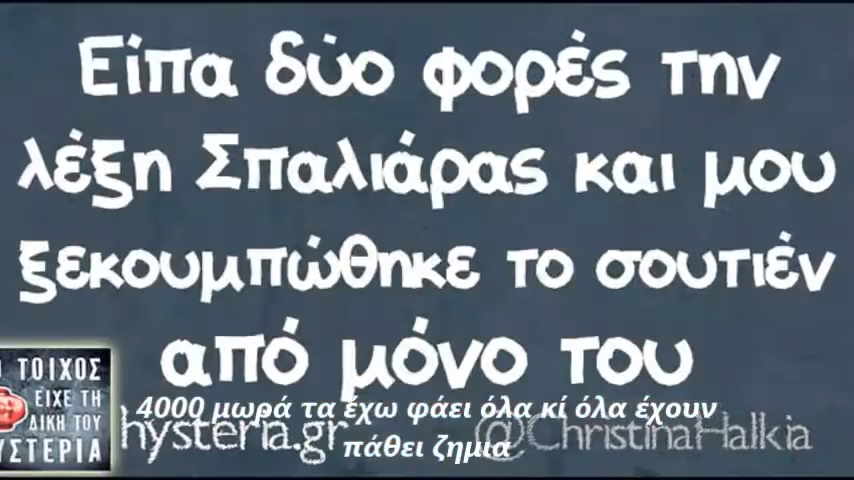 Είπα δύο φορές την
λέξη Σπαλιάρας και μου
ξεκουμπώθηκε το σουτιέν
από μόνο του
ΤΟΙΧΟΣ
ΕΙΧΕ ΤΗ
ΔΙΚΗ ΤΟΥ
ΥΣΤΕΡΙΑ
4000 μωρά τα έχω φάει όλα κί όλα έχουν
πάθει ζημια
hysteria.gr
@ChristinaHalkia